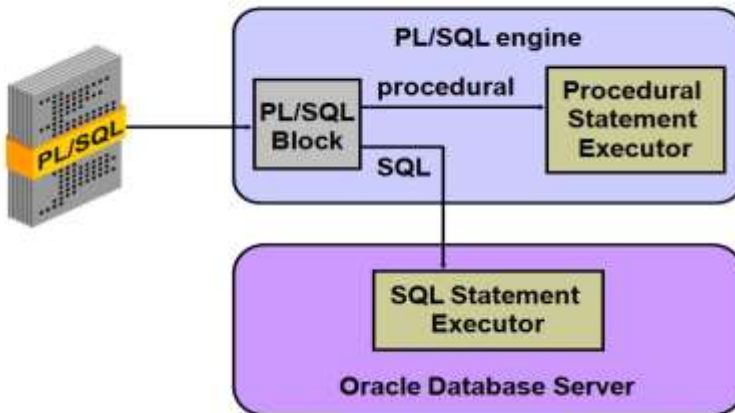 PL/SQL engine
PL/SQL
PL/SQL
Block
procedural
SQL
Procedural
Statement
Executor
SQL Statement
Executor
Oracle Database Server